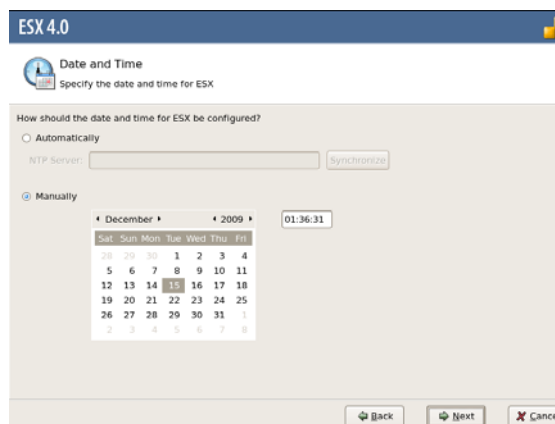 ESX 4.0
Date and Time
Specify the date and time for ESX
How should the date and time for ESX be configured?
Automatically
NTP Server:
Synchronize
Manually
December 2009 01:36:31
Sat Sun Mon Tue Wed Thu Fri
28 29 30 1 2 3 4
5 6 7 8 9 10 11
12 13 14 15 16 17 18
19 20 21 22 23 24 25
26 27 28 29 30 31 1
2 3 4 5 6 7 8
Back Next Cance